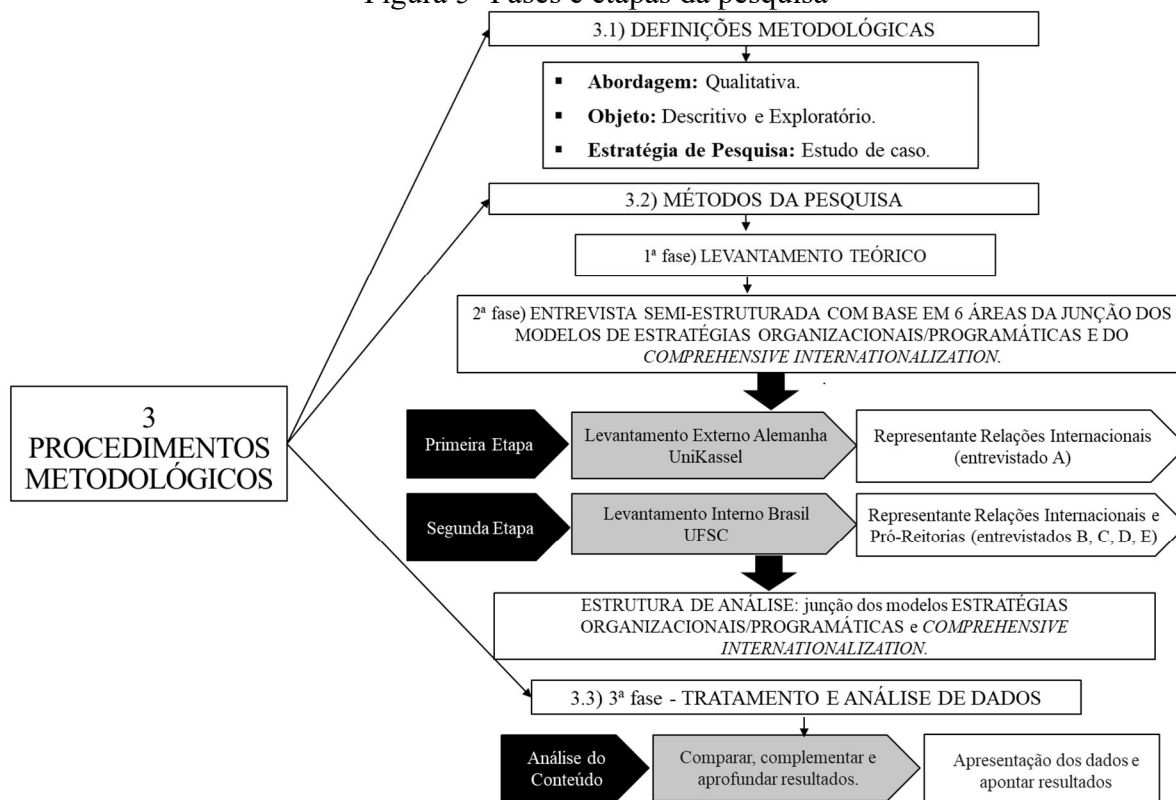 Figura 5- Fases e etapas da pesquisa
3.1) DEFINIÇÕES METODOLÓGICAS
▪ Abordagem: Qualitativa.
▪ Objeto: Descritivo e Exploratório.
▪ Estratégia de Pesquisa: Estudo de caso.
3.2) MÉTODOS DA PESQUISA
1ª fase) LEVANTAMENTO TEÓRICO
2ª fase) ENTREVISTA SEMI-ESTRUTURADA COM BASE EM 6 ÁREAS DA JUNÇÃO DOS
MODELOS DE ESTRATÉGIAS ORGANIZACIONAIS/PROGRAMÁTICAS E DO
COMPREHENSIVE INTERNATIONALIZATION.
3
PROCEDIMENTOS
METODOLÓGICOS
Primeira Etapa
Levantamento Externo Alemanha
UniKassel
Representante Relações Internacionais
(entrevistado A)
Segunda Etapa
Levantamento Interno Brasil
UFSC
Representante Relações Internacionais e
Pró-Reitorias (entrevistados B, C, D, E)
ESTRUTURA DE ANÁLISE: junção dos modelos ESTRATÉGIAS
ORGANIZACIONAIS/PROGRAMÁTICAS e COMPREHENSIVE
INTERNATIONALIZATION.
3.3) 3ª fase - TRATAMENTO E ANÁLISE DE DADOS
Análise do
Conteúdo
Comparar, complementar e
aprofundar resultados.
Apresentação dos dados e
apontar resultados